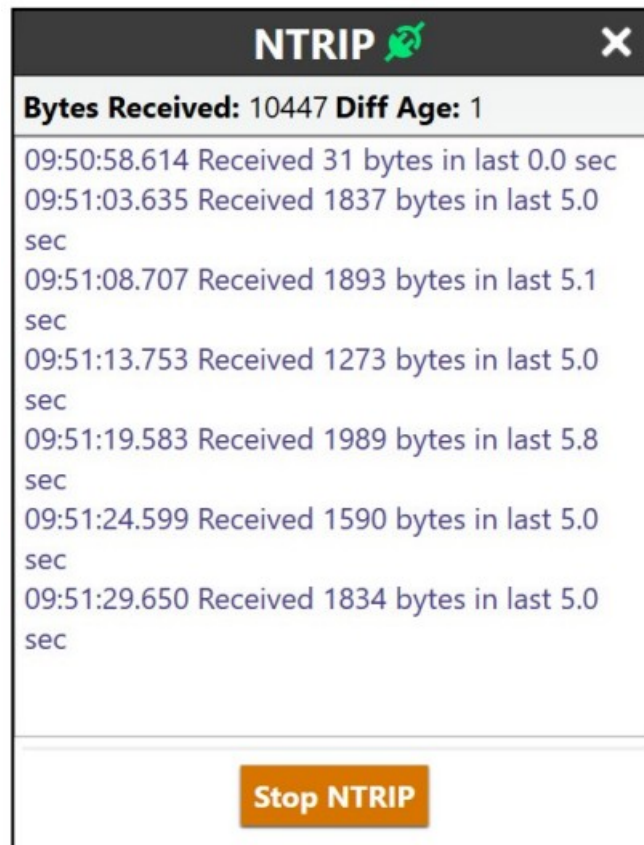 NTRIP
Bytes Received: 10447 Diff Age: 1
09:50:58.614 Received 31 bytes in last 0.0 sec
09:51:03.635 Received 1837 bytes in last 5.0
sec
09:51:08.707 Received 1893 bytes in last 5.1
sec
09:51:13.753 Received 1273 bytes in last 5.0
sec
09:51:19.583 Received 1989 bytes in last 5.8
sec
09:51:24.599 Received 1590 bytes in last 5.0
sec
09:51:29.650 Received 1834 bytes in last 5.0
sec
Stop NTRIP